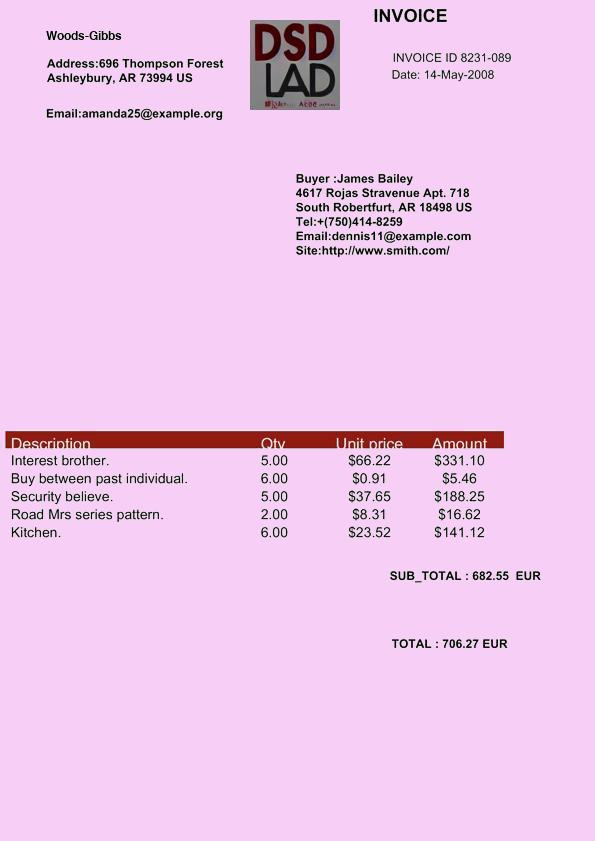 INVOICE
Woods-Gibbs
INVOICE ID 8231-089
Date: 14-May-2008
Address:696 Thompson Forest
Ashleybury, AR 73994 US
Email:amanda25@example.org
DSD
LAD
Buyer :James Bailey
4617 Rojas Stravenue Apt. 718
South Robertfurt, AR 18498 US
Tel:+(750)414-8259
Email:dennis11@example.com
Site:http://www.smith.com/
Description Qty Unit price Amount
Interest brother. 5.00 $66.22 $331.10
Buy between past individual. 6.00 $0.91 $5.46
Security believe. 5.00 $37.65 $188.25
Road Mrs series pattern. 2.00 $8.31 $16.62
Kitchen. 6.00 $23.52 $141.12
SUB_TOTAL : 682.55 EUR
TOTAL : 706.27 EUR